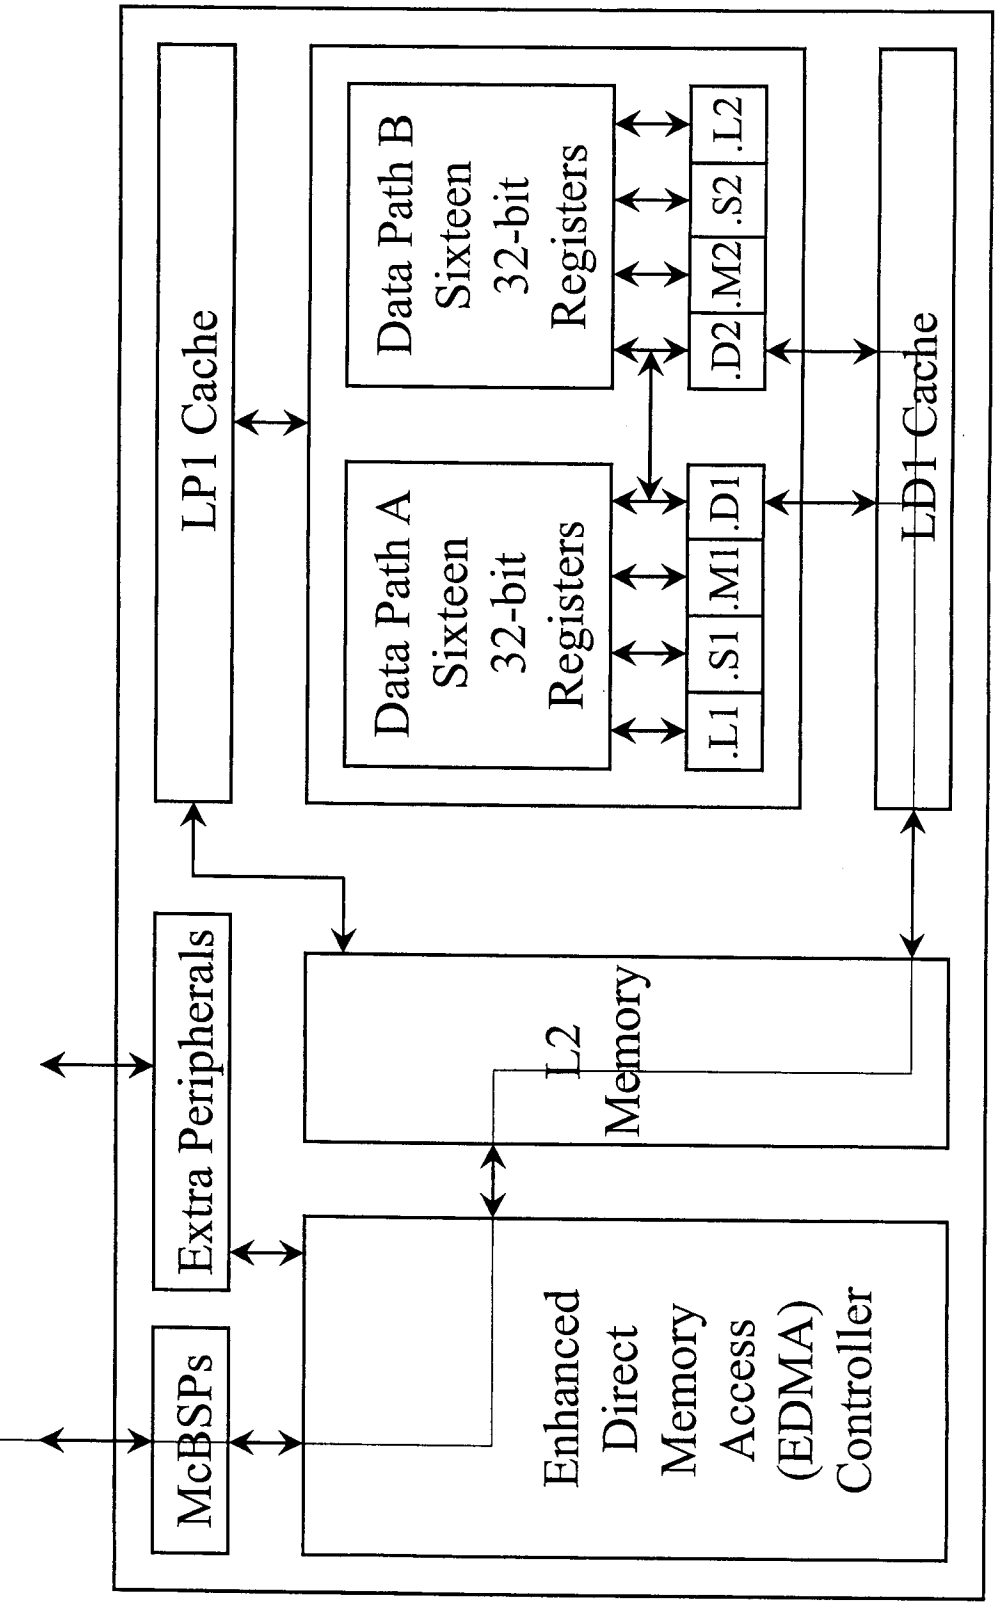 McBSPs
Extra Peripherals
LP1 Cache
Enhanced
Direct
Memory
Access
(EDMA)
Controller
L2
Memory
Data Path A
Sixteen
32-bit
Registers
Data Path B
Sixteen
32-bit
Registers
.L1 .S1 .M1 .D1
.D2 .M2 .S2 .L2
LD1 Cache